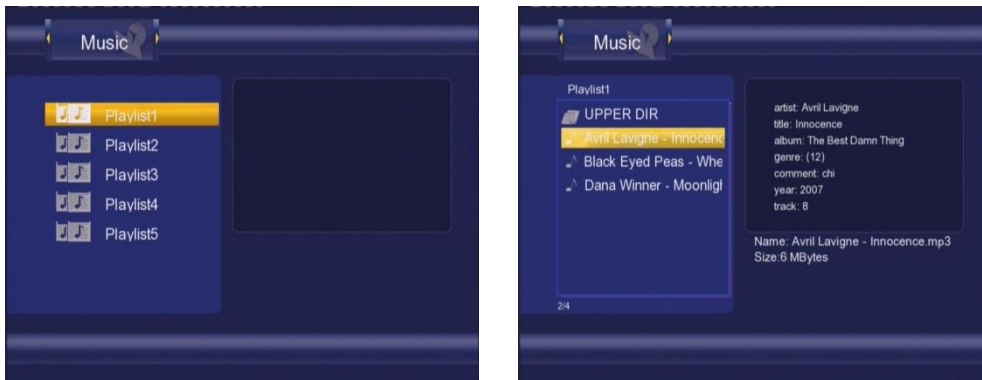 Music
Playlist1
Playlist2
Playlist3
Playlist4
Playlist5
Music
Playlist1
UPPER DIR
Avril Lavigne - Innocenc
Black Eyed Peas - Whe
Dana Winner - Moonligh
2/4
artist: Avril Lavigne
title: Innocence
album: The Best Damn Thing
genre: (12)
comment: chi
year: 2007
track: 8
Name: Avril Lavigne - Innocence.mp3
Size:6 MBytes